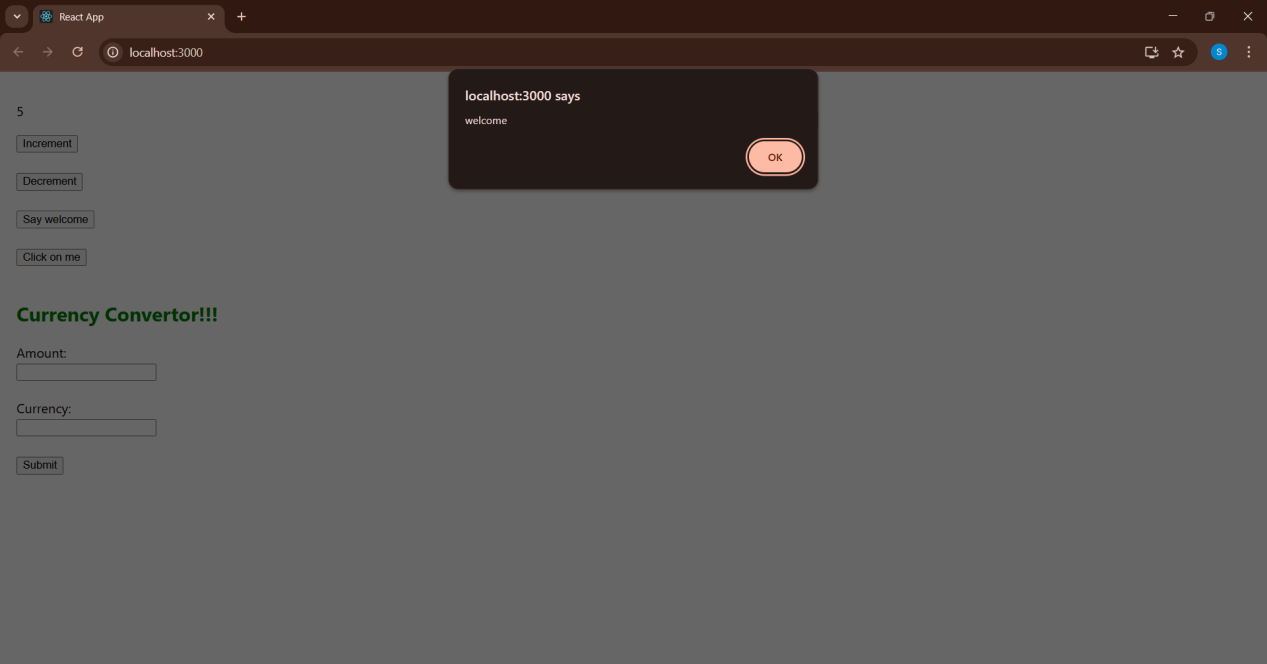 React App
localhost:3000
S
localhost:3000 says
welcome
OK
5
Increment
Decrement
Say welcome
Click on me
Currency Convertor!!!
Amount:
Currency:
Submit